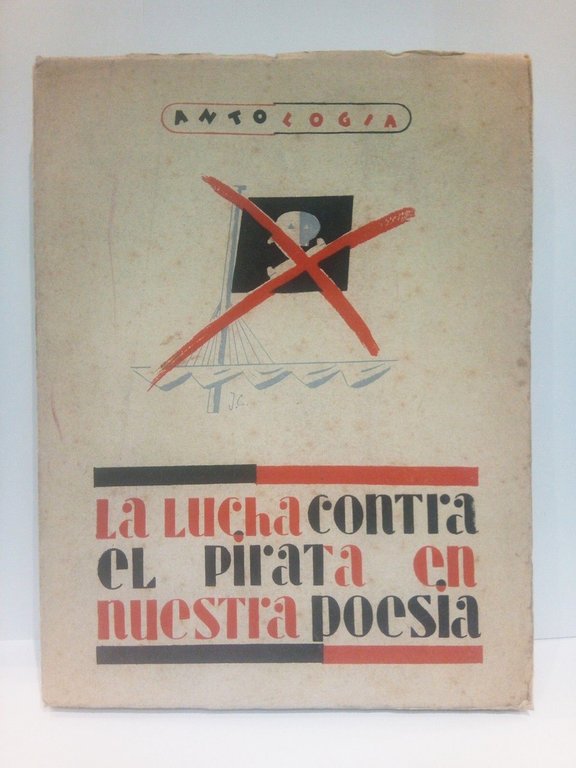 ANTOLOGIA
J.C.
La Lucha contra
el pirata en
nuestra poesia